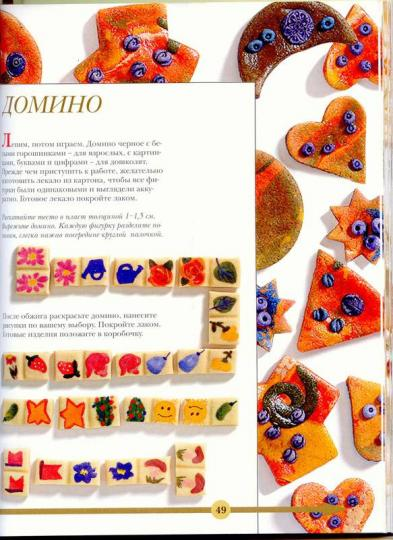 ДОМИНО
Лепим, потом играем. Домино черное с бе-
лыми горошинками – для взрослых, с картин-
ками, буквами и цифрами – для дошколят.
Прежде чем приступить к работе, желательно
изготовить лекало из картона, чтобы все фи-
гурки были одинаковыми и выглядели акку-
ратно. Готовое лекало покройте лаком.
Раскатайте тесто в пласт толщиной 1–1,5 см.
Вырежьте домино. Каждую фигурку разделите по-
полам, слегка нажав посередине круглой палочкой.
После обжига раскрасьте домино, нанесите
рисунки по вашему выбору. Покройте лаком.
Готовые изделия положите в коробочку.
49